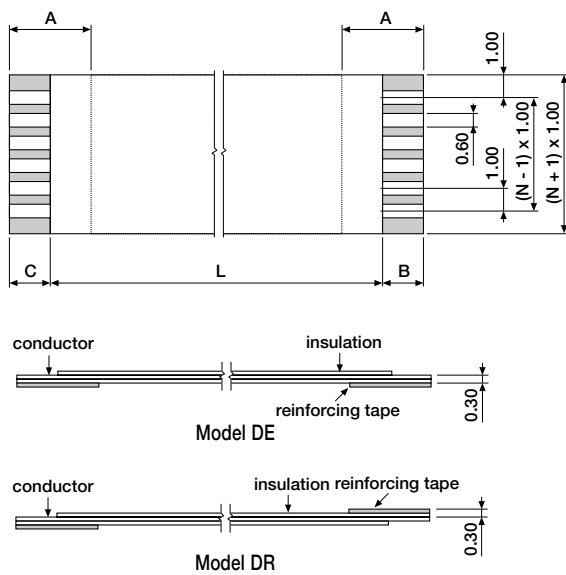 A
A
1.00
0.60
1.00
(N - 1) x 1.00
(N + 1) x 1.00
C
L
B
conductor
insulation
reinforcing tape
0.30
Model DE
conductor
insulation reinforcing tape
0.30
Model DR